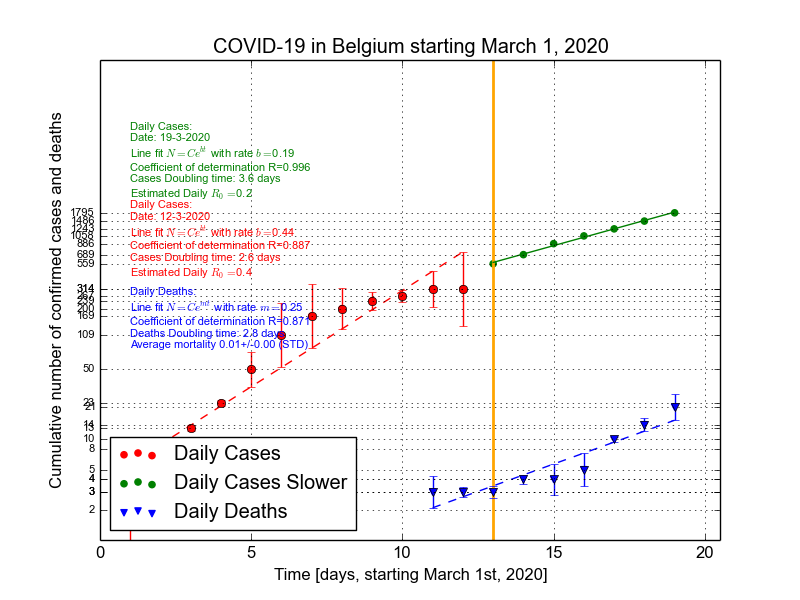 COVID-19 in Belgium starting March 1, 2020
Cumulative number of confirmed cases and deaths
Daily Cases:
Date: 19-3-2020
Line fit N=Ce^{bt} with rate b=0.19
Coefficient of determination R=0.996
Cases Doubling time: 3.6 days
Estimated Daily R_0=0.2
Daily Cases:
Date: 12-3-2020
Line fit N=Ce^{bt} with rate b=0.44
Coefficient of determination R=0.887
Cases Doubling time: 2.6 days
Estimated Daily R_0=0.4
Daily Deaths:
Line fit N=Ce^{mt} with rate m=0.25
Coefficient of determination R=0.871
Deaths Doubling time: 2.8 days
Average mortality 0.01+/-0.00 (STD)
1795
1486
1243
1058
886
689
559
314
267
239
200
169
109
50
23
21
14
13
10
8
5
4
3
2
Daily Cases
Daily Cases Slower
Daily Deaths
0 5 10 15 20
Time [days, starting March 1st, 2020]